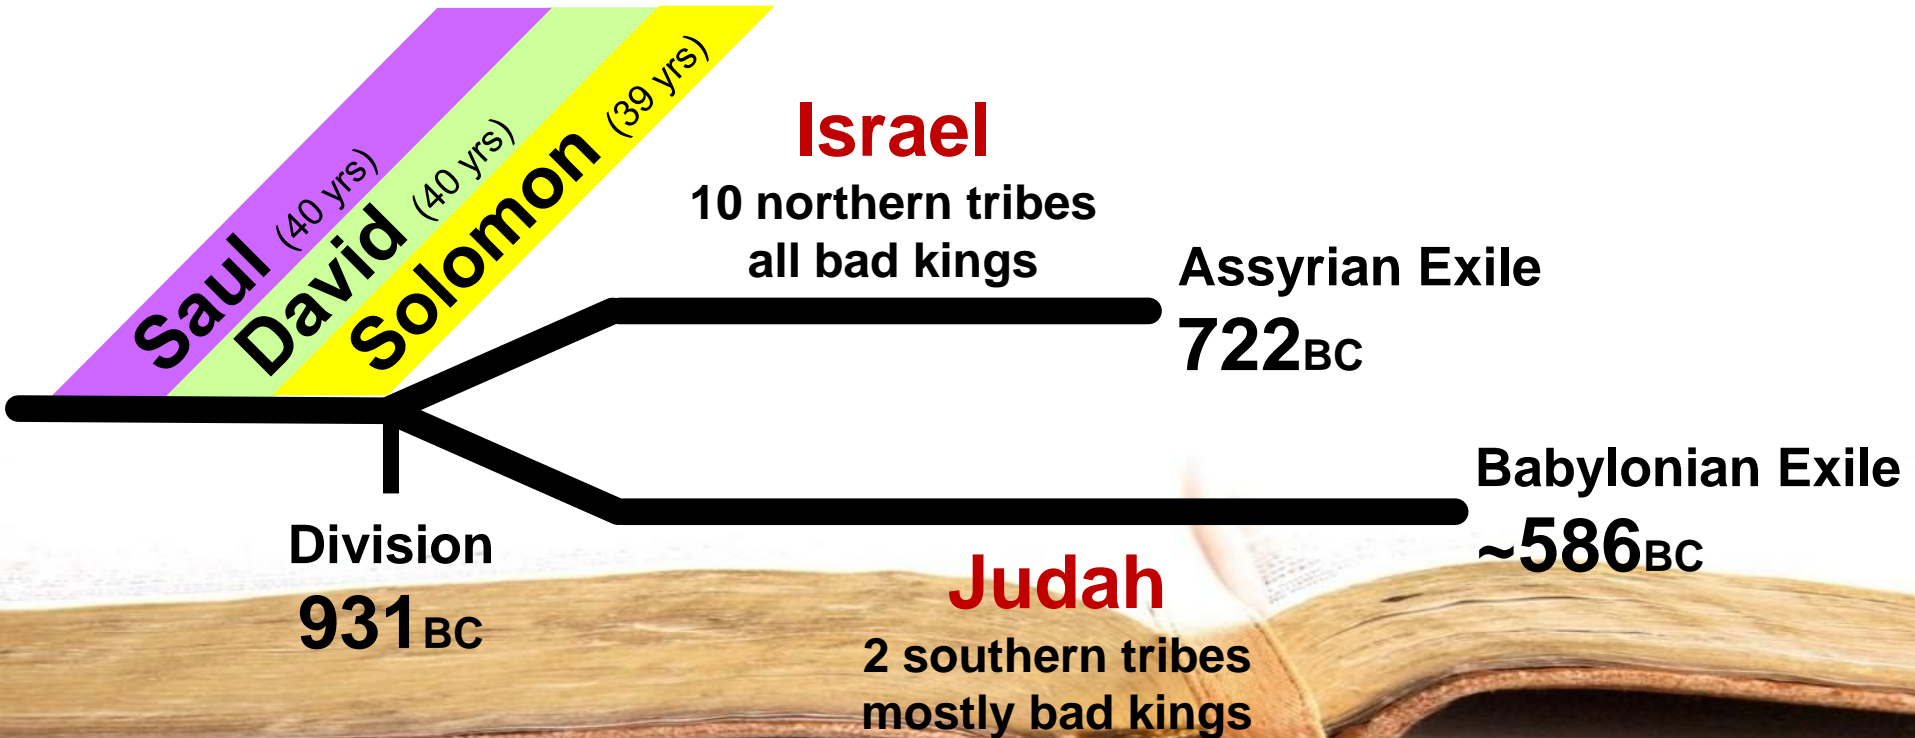 Saul (40 yrs)
David (40 yrs)
Solomon (39 yrs)
Israel
10 northern tribes
all bad kings
Assyrian Exile
722BC
Division
931BC
Judah
2 southern tribes
mostly bad kings
Babylonian Exile
~586BC